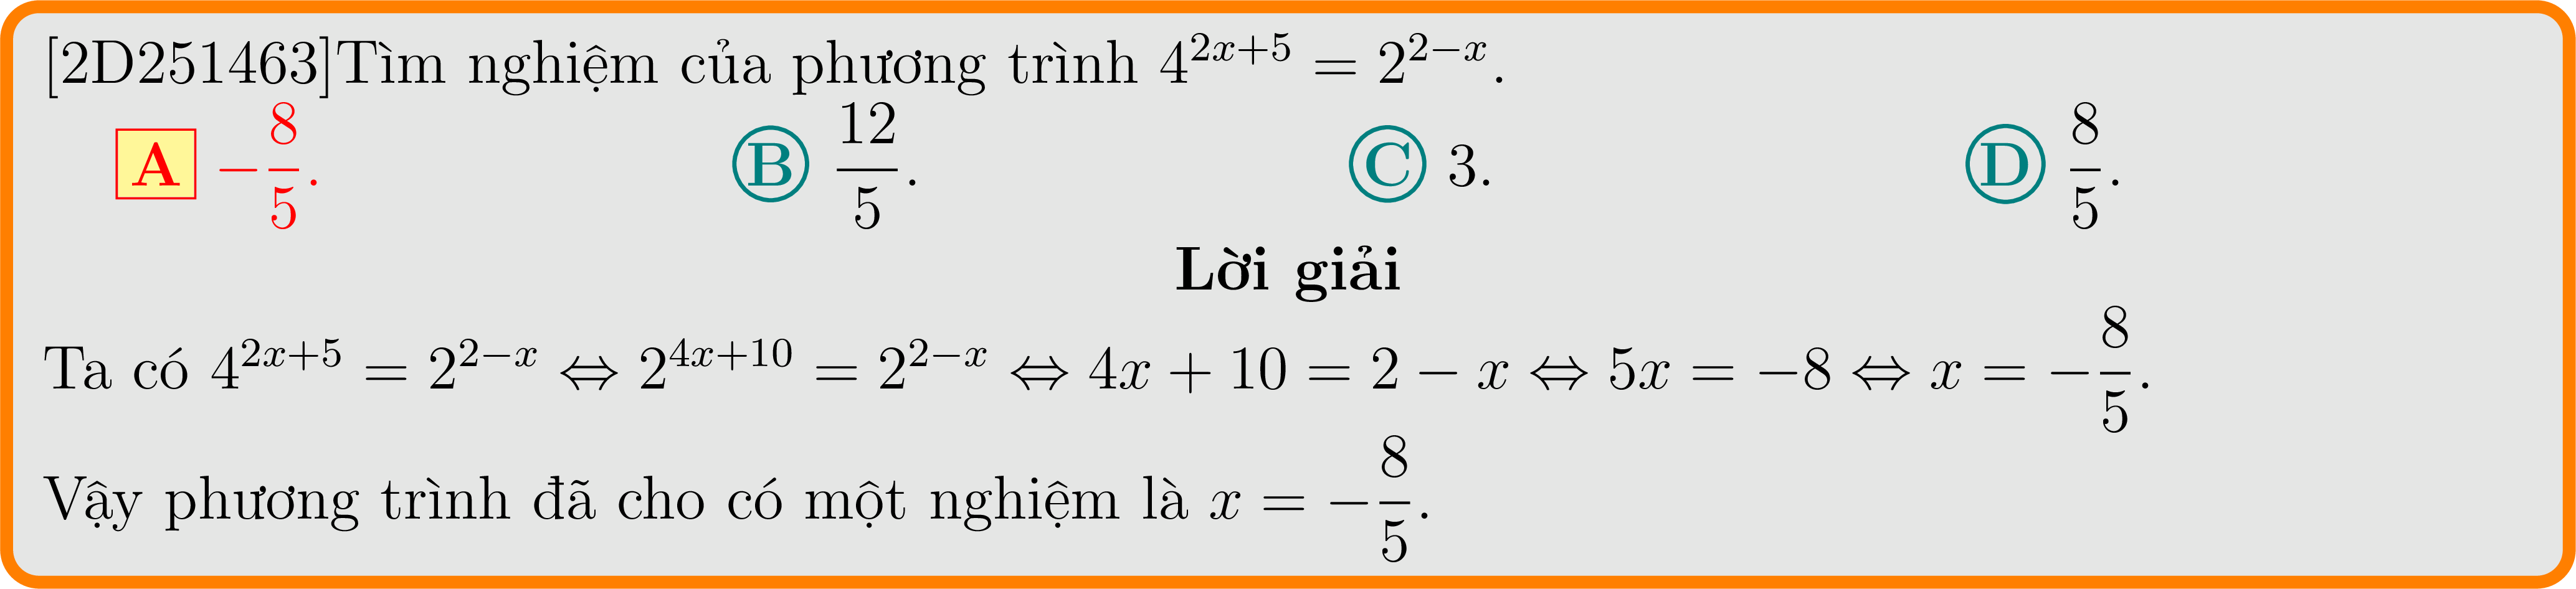 [2D251463]Tìm nghiệm của phương trình $4^{2x+5} = 2^{2-x}$.
A $-\frac{8}{5}$. B $\frac{12}{5}$. C 3. D $\frac{8}{5}$.
Lời giải
Ta có $4^{2x+5} = 2^{2-x} \Leftrightarrow 2^{4x+10} = 2^{2-x} \Leftrightarrow 4x + 10 = 2 - x \Leftrightarrow 5x = -8 \Leftrightarrow x = -\frac{8}{5}$.
Vậy phương trình đã cho có một nghiệm là $x = -\frac{8}{5}$.